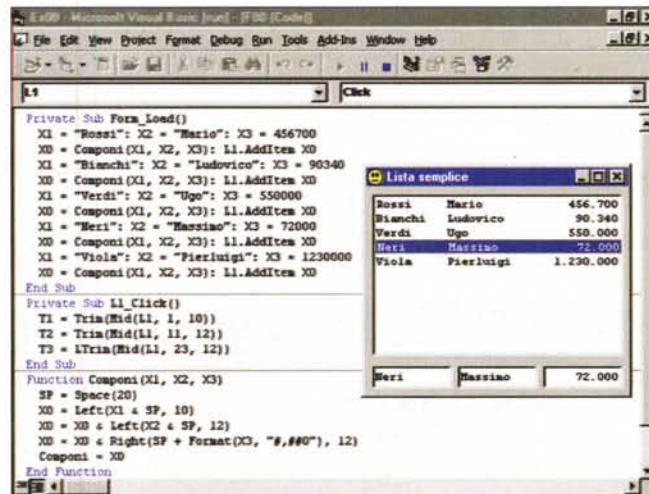 Ex00 - Microsoft Visual Basic [run] - [F00 (Code)]
File Edit View Project Format Debug Run Tools Add-Ins Window Help
L1 Click
Private Sub Form_Load()
X1 = "Rossi": X2 = "Mario": X3 = 456700
X0 = Componi(X1, X2, X3): L1.AddItem X0
X1 = "Bianchi": X2 = "Ludovico": X3 = 90340
X0 = Componi(X1, X2, X3): L1.AddItem X0
X1 = "Verdi": X2 = "Ugo": X3 = 550000
X0 = Componi(X1, X2, X3): L1.AddItem X0
X1 = "Neri": X2 = "Massimo": X3 = 72000
X0 = Componi(X1, X2, X3): L1.AddItem X0
X1 = "Viola": X2 = "Pierluigi": X3 = 1230000
X0 = Componi(X1, X2, X3): L1.AddItem X0
End Sub
Private Sub L1_Click()
T1 = Trim(Mid(L1, 1, 10))
T2 = Trim(Mid(L1, 11, 12))
T3 = LTrim(Mid(L1, 23, 12))
End Sub
Function Componi(X1, X2, X3)
SP = Space(20)
X0 = Left(X1 & SP, 10)
X0 = X0 & Left(X2 & SP, 12)
X0 = X0 & Right(SP + Format(X3, "#,##0"), 12)
Componi = X0
End Function
Lista semplice
Rossi Mario 456.700
Bianchi Ludovico 90.340
Verdi Ugo 550.000
Neri Massimo 72.000
Viola Pierluigi 1.230.000
Neri Massimo 72.000